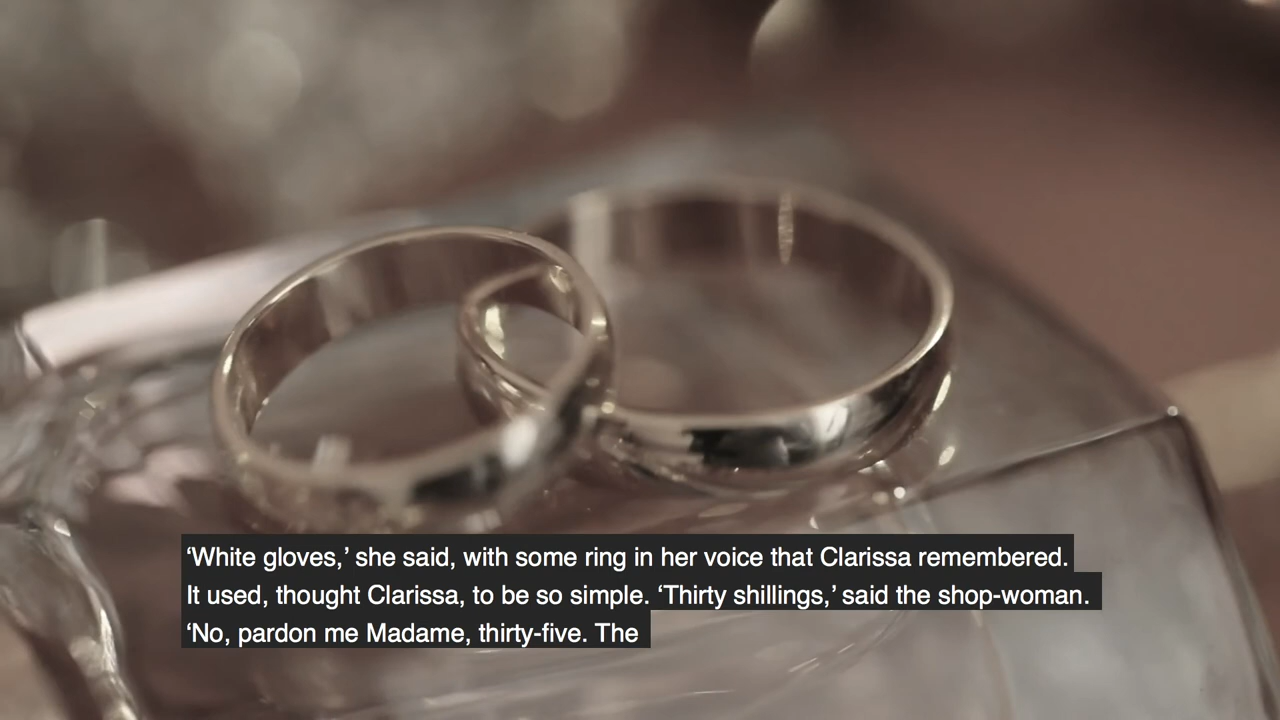 ‘White gloves,’ she said, with some ring in her voice that Clarissa remembered.
It used, thought Clarissa, to be so simple. ‘Thirty shillings,’ said the shop-woman.
‘No, pardon me Madame, thirty-five. The